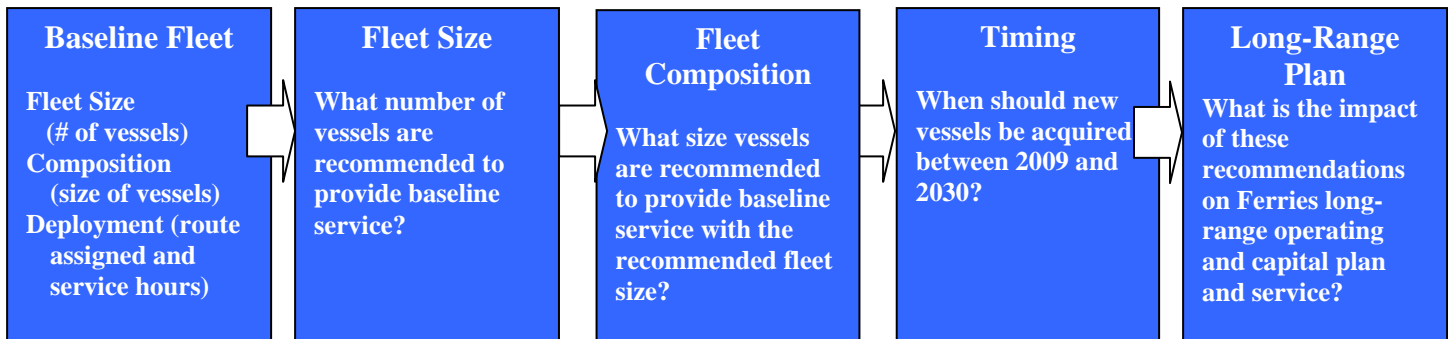 Baseline Fleet
Fleet Size
(# of vessels)
Composition
(size of vessels)
Deployment (route
assigned and
service hours)
Fleet Size
What number of
vessels are
recommended to
provide baseline
service?
Fleet
Composition
What size vessels
are recommended
to provide baseline
service with the
recommended fleet
size?
Timing
When should new
vessels be acquired
between 2009 and
2030?
Long-Range
Plan
What is the impact
of these
recommendations
on Ferries long-
range operating
and capital plan
and service?